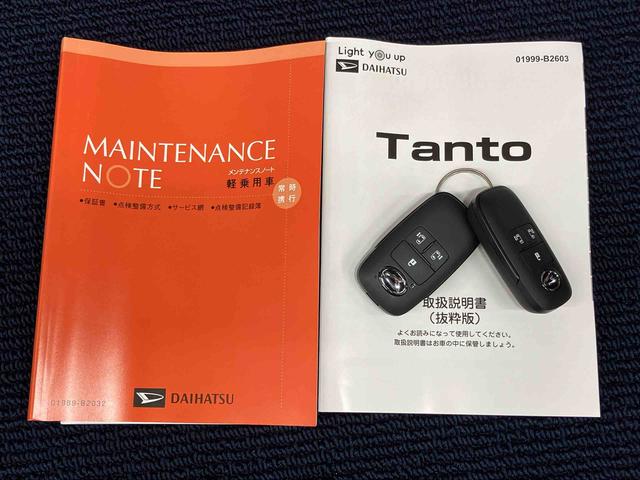 MAINTENANCE
NOTE
メンテナンスノート
軽乗用車
常時
携行
●保証書 ●点検整備方式 ●サービス網 ●点検整備記録簿
01999-B2032
DAIHATSU
Light you up
DAIHATSU
01999-B2603
Tanto
取扱説明書
(抜粋版)
よくお読みになって使用してください。
取扱説明書はお車の中に保管しましょう。